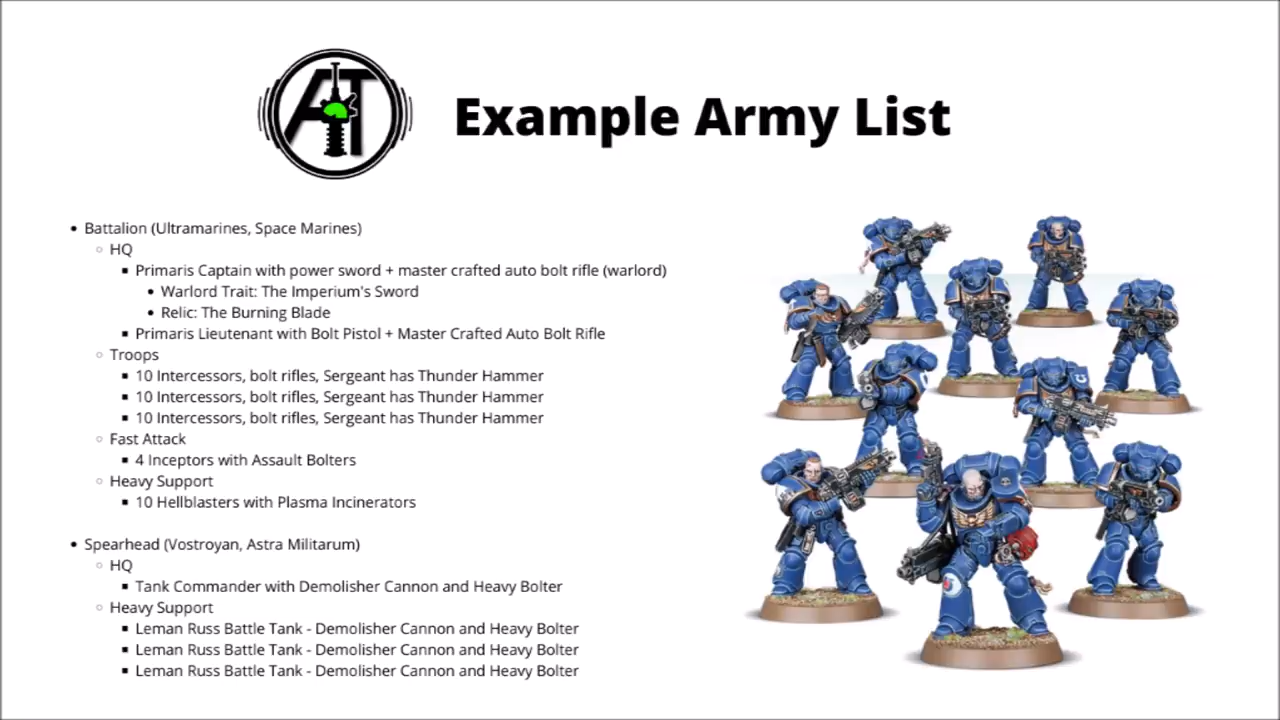 AT
Example Army List
Battalion (Ultramarines, Space Marines)
HQ
Primaris Captain with power sword + master crafted auto bolt rifle (warlord)
Warlord Trait: The Imperium's Sword
Relic: The Burning Blade
Primaris Lieutenant with Bolt Pistol + Master Crafted Auto Bolt Rifle
Troops
10 Intercessors, bolt rifles, Sergeant has Thunder Hammer
10 Intercessors, bolt rifles, Sergeant has Thunder Hammer
10 Intercessors, bolt rifles, Sergeant has Thunder Hammer
Fast Attack
4 Inceptors with Assault Bolters
Heavy Support
10 Hellblasters with Plasma Incinerators
Spearhead (Vostroyan, Astra Militarum)
HQ
Tank Commander with Demolisher Cannon and Heavy Bolter
Heavy Support
Leman Russ Battle Tank - Demolisher Cannon and Heavy Bolter
Leman Russ Battle Tank - Demolisher Cannon and Heavy Bolter
Leman Russ Battle Tank - Demolisher Cannon and Heavy Bolter